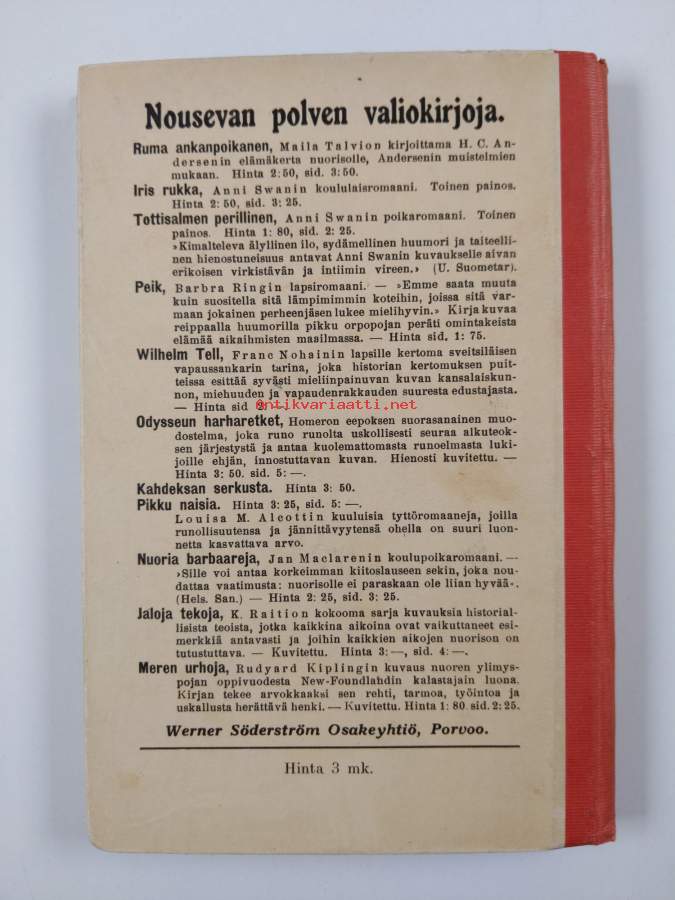 Nousevan polven valiokirjoja.
Ruma ankanpoikanen, Maila Talvion kirjoittama H. C. An-
dersenin elämäkerta nuorisolle, Andersenin muistelmien
mukaan. Hinta 2:50, sid. 3:50.
Iris rukka, Anni Swanin koululaisromaani. Toinen painos.
Hinta 2: 50, sid. 3: 25.
Tottisalmen perillinen, Anni Swanin poikaromaani. Toinen
painos. Hinta 1: 80, sid. 2: 25.
»Kimalteleva älyllinen ilo, sydämellinen huumori ja taiteelli-
nen hienostuneisuus antavat Anni Swanin kuvaukselle aivan
erikoisen virkistävän ja intiimin vireen.» (U. Suometar).
Peik, Barbra Ringin lapsiromaani. — »Emme saata muuta
kuin suositella sitä lämpimimmin koteihin, joissa sitä var-
maan jokainen perheenjäsen lukee mielihyvin.» Kirja kuvaa
reippaalla huumorilla pikku orpopojan peräti omintakeista
elämää aikaihmisten maailmassa. — Hinta sid. 1: 75.
Wilhelm Tell, Franc Nohainin lapsille kertoma sveitsiläisen
vapaussankarin tarina, joka historian kertomuksen puit-
teissa esittää syvästi mieliinpainuvan kuvan kansalaiskun-
non, miehuuden ja vapaudenrakkauden suuresta edustajasta.
— Hinta sid
antikvariaatti.net
Odysseun harharetket, Homeron eepoksen suorasanainen muo-
dostelma, joka runo runolta uskollisesti seuraa alkuteok-
sen järjestystä ja antaa kuolemattomasta runoelmasta luki-
joille ehjän, innostuttavan kuvan. Hienosti kuvitettu. —
Hinta 3: 50. sid. 5: —.
Kahdeksan serkusta. Hinta 3: 50.
Pikku naisia. Hinta 3: 25, sid. 5: —.
Louisa M. Alcottin kuuluisia tyttöromaaneja, joilla
runollisuutensa ja jännittävyytensä ohella on suuri luon-
netta kasvattava arvo.
Nuoria barbaareja, Jan Maclarenin koulupoikaromaani. —
»Sille voi antaa korkeimman kiitoslauseen sekin, joka nou-
dattaa vaatimusta: nuorisolle ei paraskaan ole liian hyvää».
(Hels. San.) — Hinta 2: 25, sid. 3: 25.
Jaloja tekoja, K. Raition kokooma sarja kuvauksia historial-
lisista teoista, jotka kaikkina aikoina ovat vaikuttaneet esi-
merkkiä antavasti ja joihin kaikkien aikojen nuorison on
tutustuttava. — Kuvitettu. Hinta 3: —, sid. 4: —.
Meren urhoja, Rudyard Kiplingin kuvaus nuoren ylimys-
pojan oppivuodesta New-Foundlahdin kalastajain luona.
Kirjan tekee arvokkaaksi sen rehti, tarmoa, työintoa ja
uskallusta herättävä henki. — Kuvitettu. Hinta 1: 80 sid. 2: 25.
Werner Söderström Osakeyhtiö, Porvoo.
Hinta 3 mk.